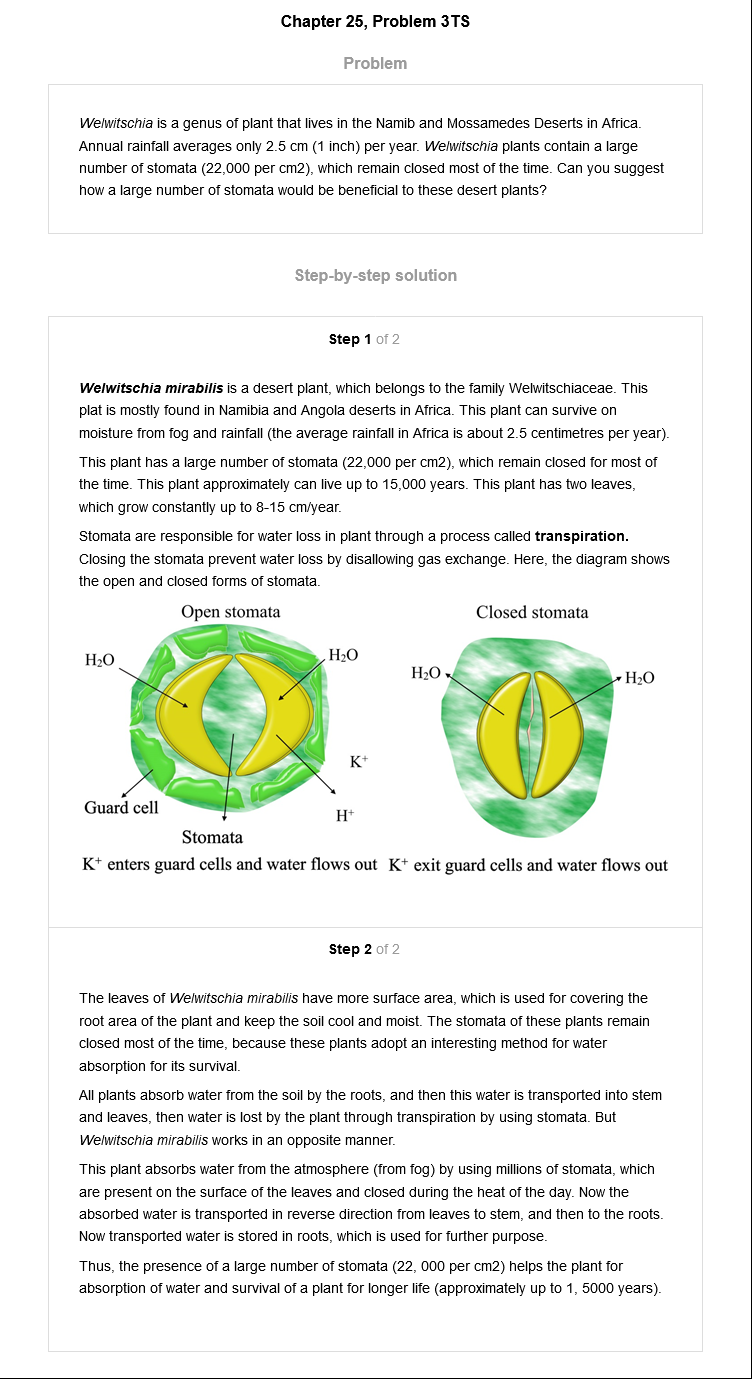 Chapter 25, Problem 3TS
Problem
Welwitschia is a genus of plant that lives in the Namib and Mossamedes Deserts in Africa.
Annual rainfall averages only 2.5 cm (1 inch) per year. Welwitschia plants contain a large
number of stomata (22,000 per cm2), which remain closed most of the time. Can you suggest
how a large number of stomata would be beneficial to these desert plants?
Step-by-step solution
Step 1 of 2
Welwitschia mirabilis is a desert plant, which belongs to the family Welwitschiaceae. This
plat is mostly found in Namibia and Angola deserts in Africa. This plant can survive on
moisture from fog and rainfall (the average rainfall in Africa is about 2.5 centimetres per year).
This plant has a large number of stomata (22,000 per cm2), which remain closed for most of
the time. This plant approximately can live up to 15,000 years. This plant has two leaves,
which grow constantly up to 8-15 cm/year.
Stomata are responsible for water loss in plant through a process called transpiration.
Closing the stomata prevent water loss by disallowing gas exchange. Here, the diagram shows
the open and closed forms of stomata.
Open stomata
H₂O
H₂O
K⁺
Guard cell
H⁺
Stomata
K⁺ enters guard cells and water flows out
Closed stomata
H₂O
H₂O
K⁺ exit guard cells and water flows out
Step 2 of 2
The leaves of Welwitschia mirabilis have more surface area, which is used for covering the
root area of the plant and keep the soil cool and moist. The stomata of these plants remain
closed most of the time, because these plants adopt an interesting method for water
absorption for its survival.
All plants absorb water from the soil by the roots, and then this water is transported into stem
and leaves, then water is lost by the plant through transpiration by using stomata. But
Welwitschia mirabilis works in an opposite manner.
This plant absorbs water from the atmosphere (from fog) by using millions of stomata, which
are present on the surface of the leaves and closed during the heat of the day. Now the
absorbed water is transported in reverse direction from leaves to stem, and then to the roots.
Now transported water is stored in roots, which is used for further purpose.
Thus, the presence of a large number of stomata (22, 000 per cm2) helps the plant for
absorption of water and survival of a plant for longer life (approximately up to 1, 5000 years).